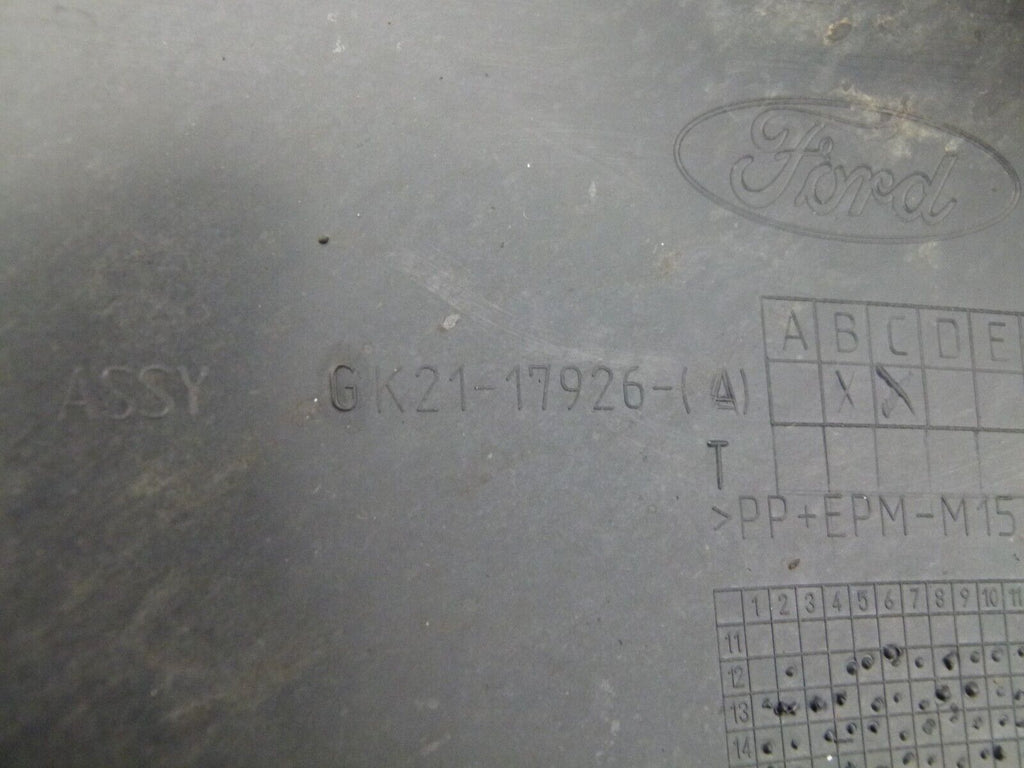 Ford
A B C D E
ASSY GK21-17926-(A)
X X
T
>PP+EPM-M15
1 2 3 4 5 6 7 8 9 10 11
11
12
13
14